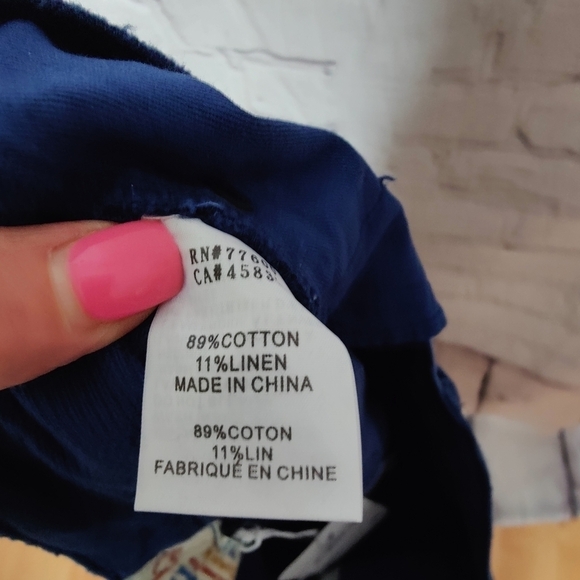 89%COTTON
11%LINEN
MADE IN CHINA
89%COTON
11%LIN
FABRIQUÉ EN CHINE